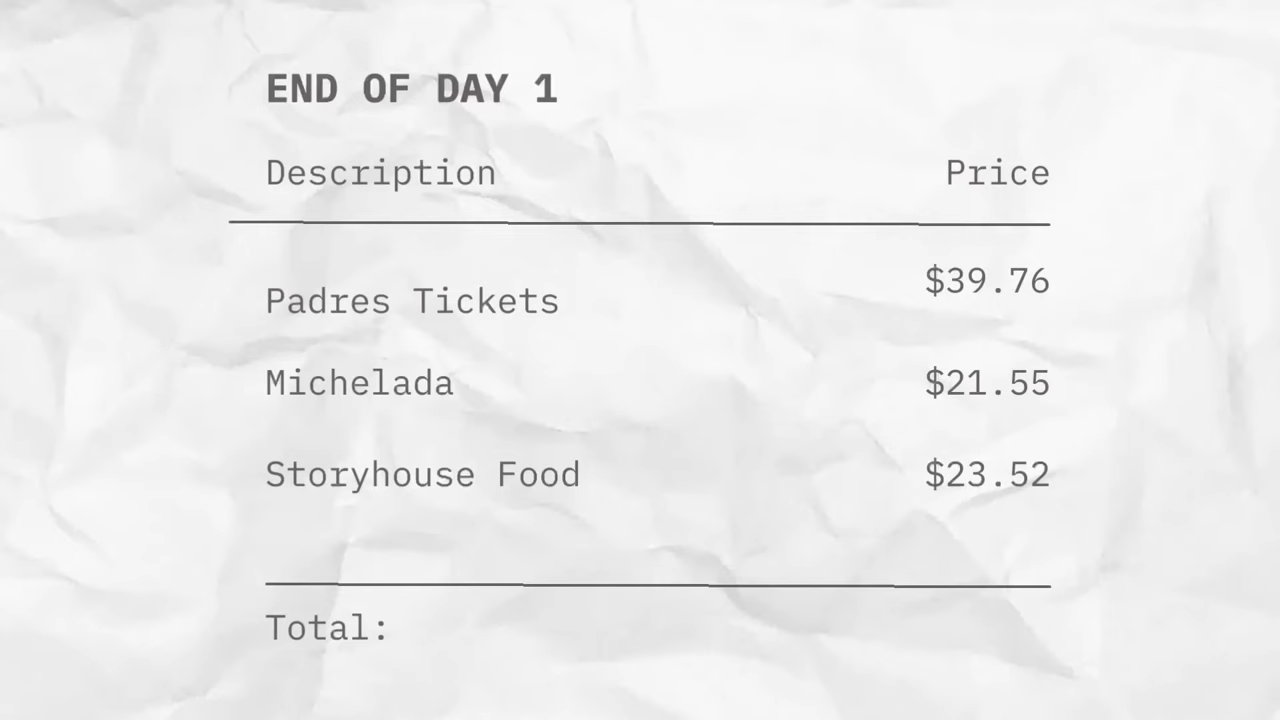 END OF DAY 1
Description Price
Padres Tickets $39.76
Michelada $21.55
Storyhouse Food $23.52
Total: